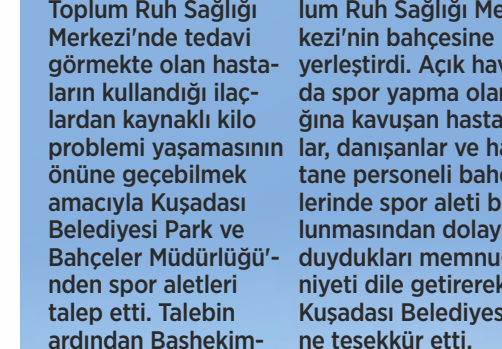 Toplum Ruh Sağlığı
Merkezi'nde tedavi
görmekte olan hasta-
ların kullandığı ilaç-
lardan kaynaklı kilo
problemi yaşamasının
önüne geçebilmek
amacıyla Kuşadası
Belediyesi Park ve
Bahçeler Müdürlüğü'-
nden spor aletleri
talep etti. Talebin
ardından Başhekim-
lum Ruh Sağlığı Me
kezi'nin bahçesine
yerleştirdi. Açık hav
da spor yapma olan
ğına kavuşan hasta
lar, danışanlar ve ha
tane personeli bahç
lerinde spor aleti b
lunmasından dolay
duydukları memnu-
niyeti dile getirerek
Kuşadası Belediyes
ne teşekkür etti.